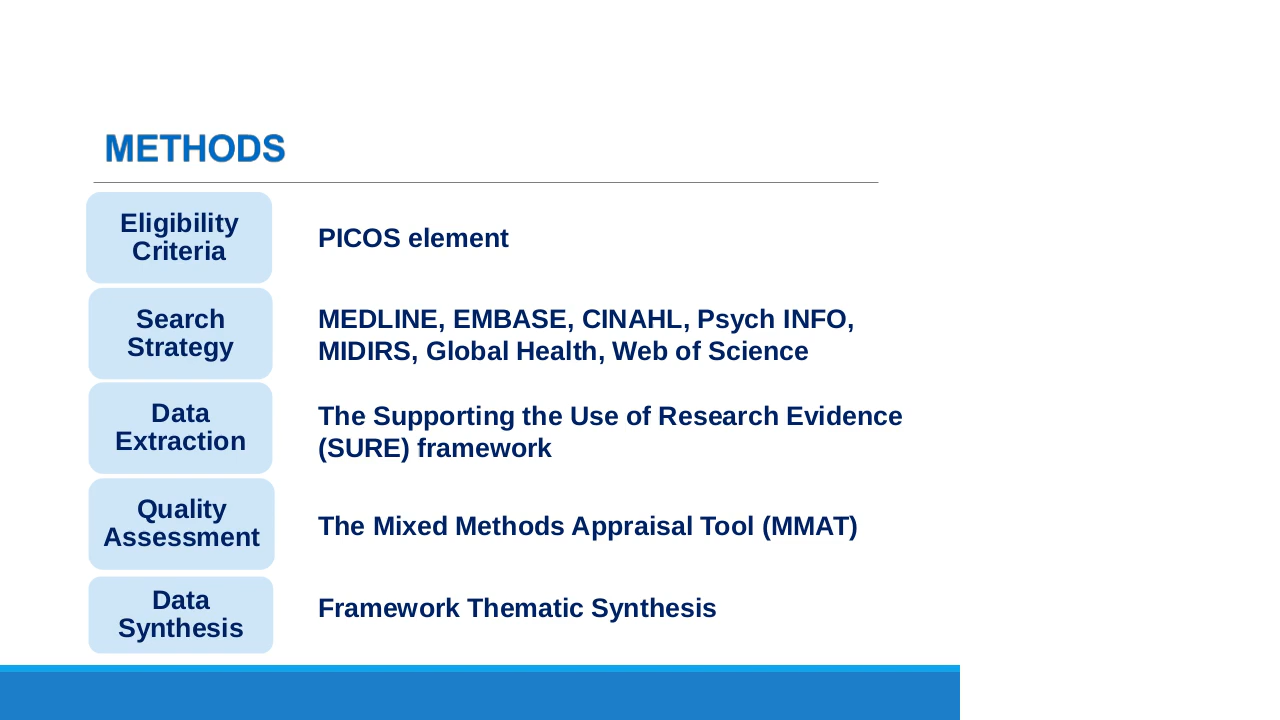 METHODS
Eligibility
Criteria
PICOS element
Search
Strategy
MEDLINE, EMBASE, CINAHL, Psych INFO,
MIDIRS, Global Health, Web of Science
Data
Extraction
The Supporting the Use of Research Evidence
(SURE) framework
Quality
Assessment
The Mixed Methods Appraisal Tool (MMAT)
Data
Synthesis
Framework Thematic Synthesis